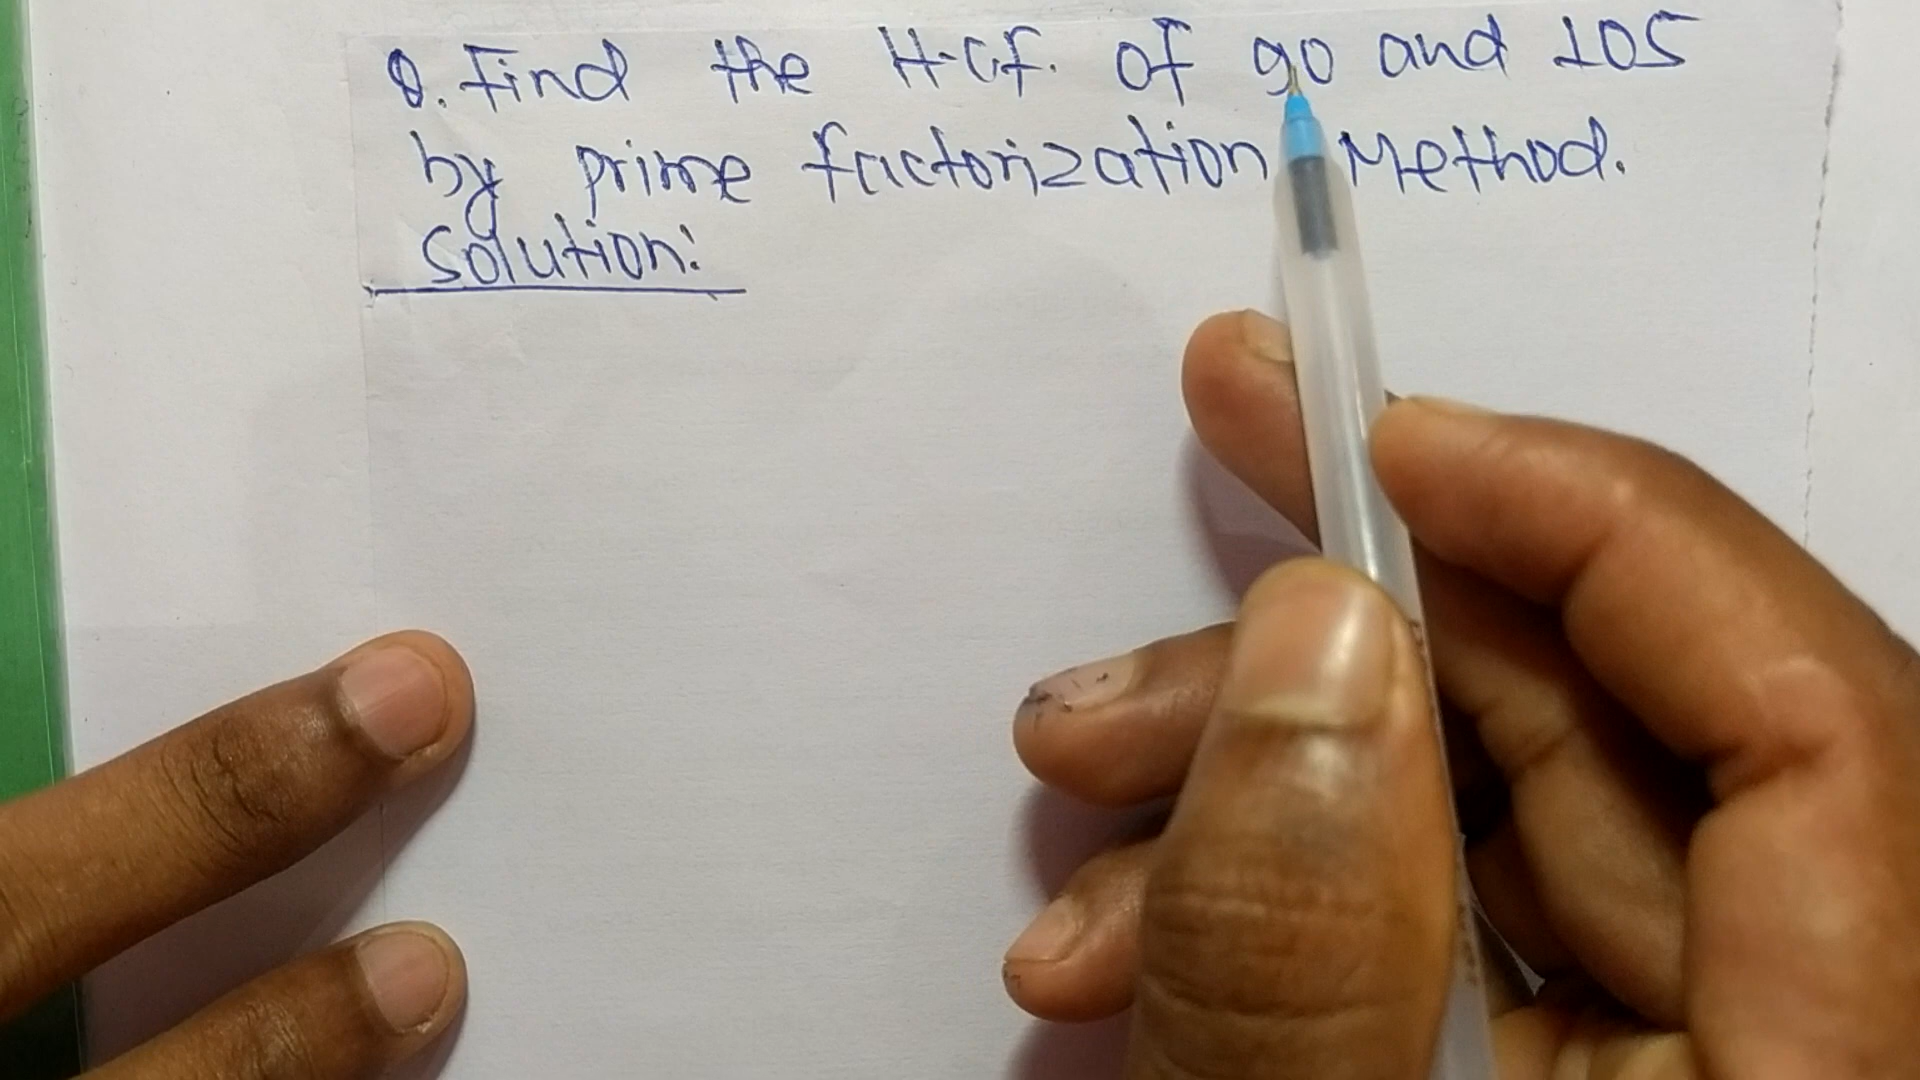 Q. Find the H.C.F. of 90 and 105
by prime factorization Method.
Solution: